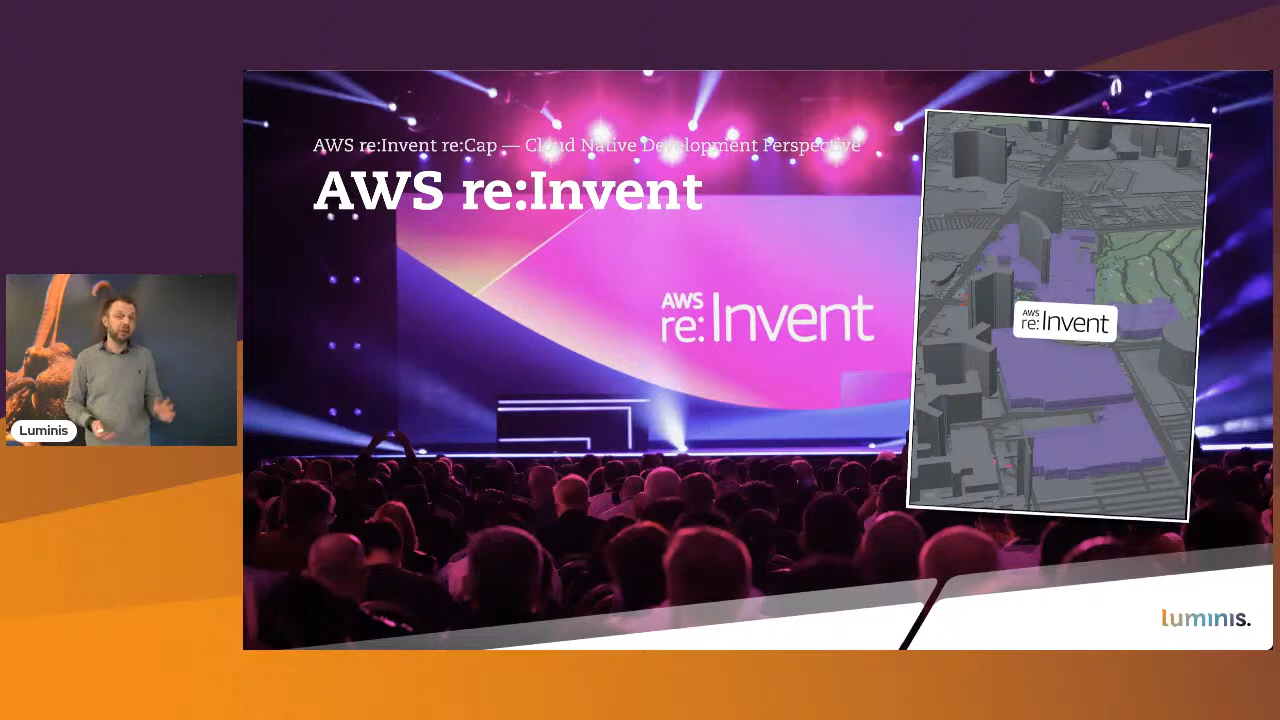 AWS re:Invent re:Cap — Cloud Native Development Perspective
AWS re:Invent
AWS
re:Invent
AWS
re:Invent
Luminis
luminis.